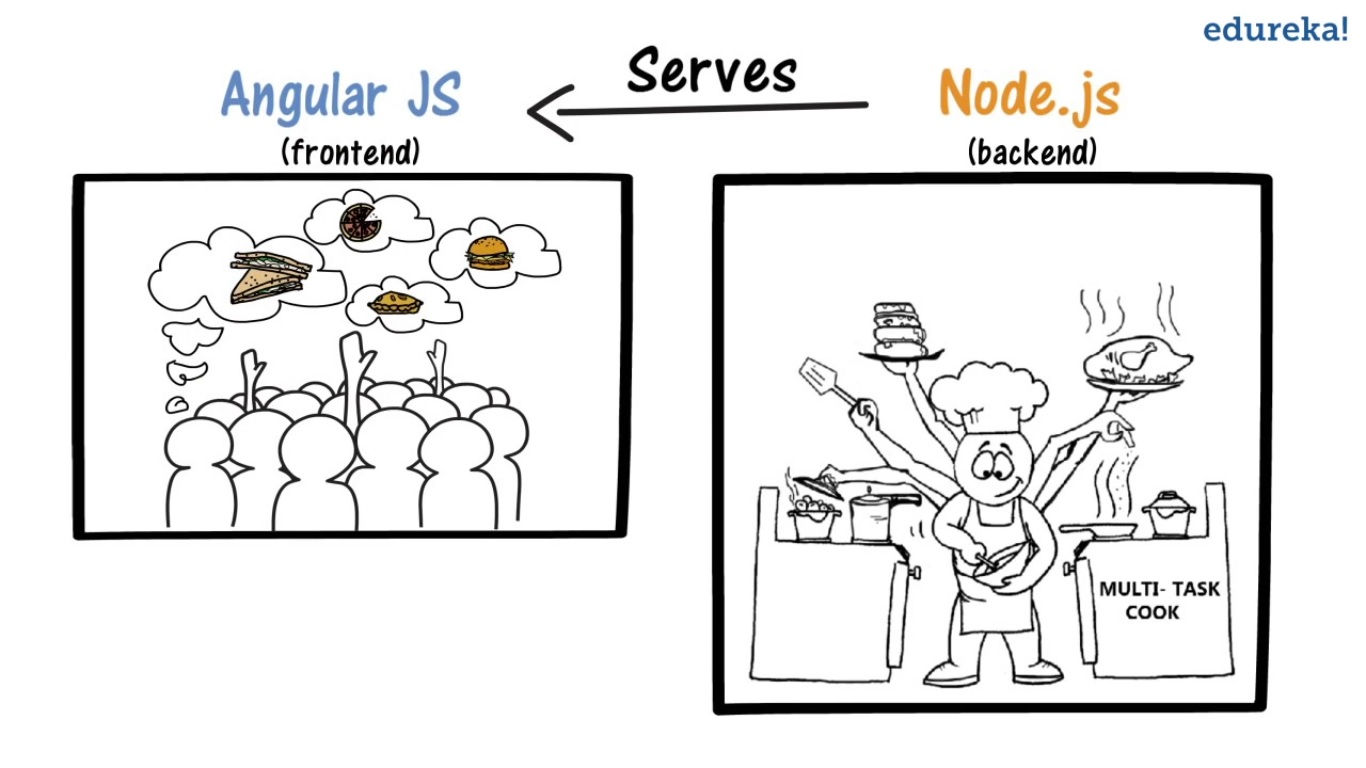 edureka!
Angular JS
(frontend)
Serves
Node.js
(backend)
MULTI- TASK
COOK